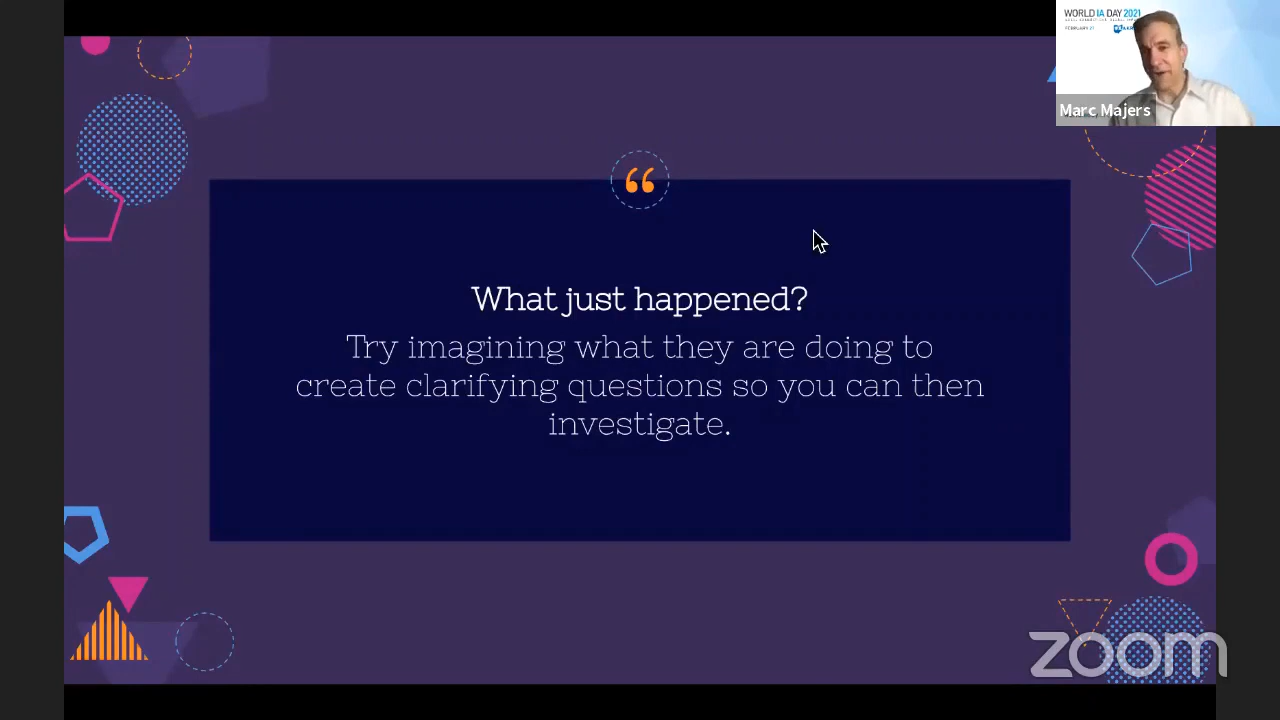 WORLD IA DAY 2021
Marc Majers
“
What just happened?
Try imagining what they are doing to
create clarifying questions so you can then
investigate.
zoom